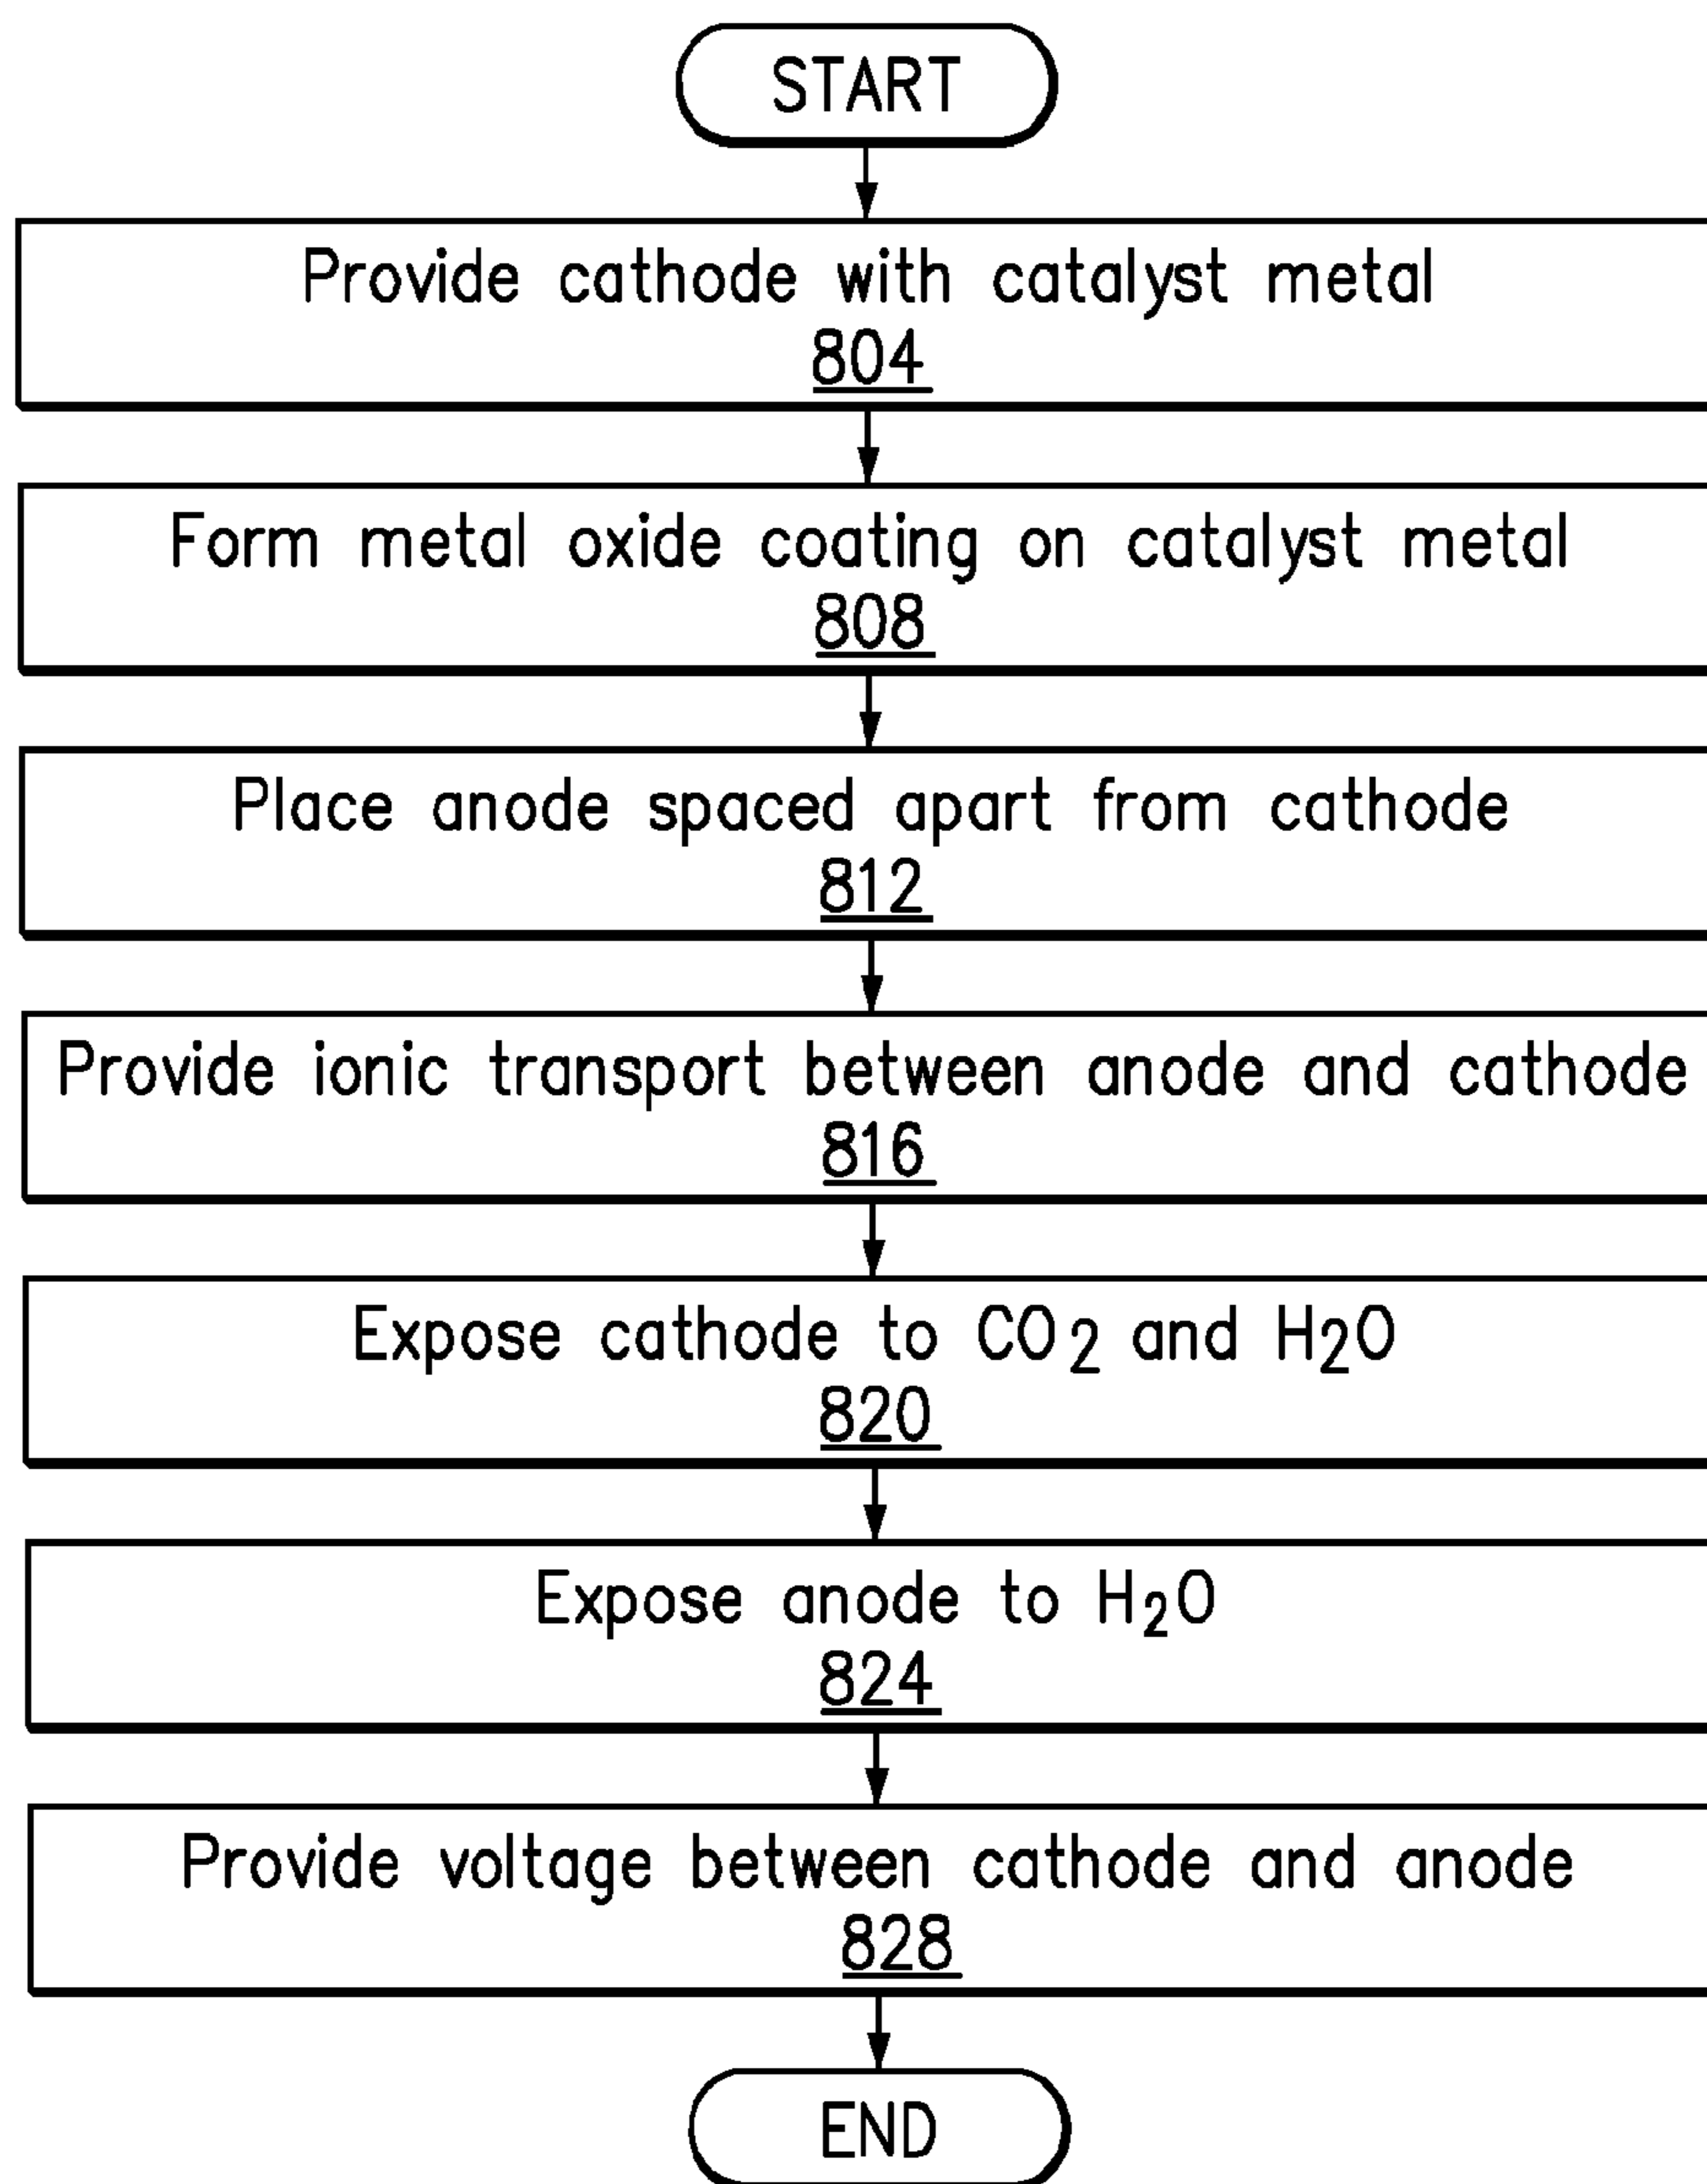 START
Provide cathode with catalyst metal
804
Form metal oxide coating on catalyst metal
808
Place anode spaced apart from cathode
812
Provide ionic transport between anode and cathode
816
Expose cathode to CO2 and H2O
820
Expose anode to H2O
824
Provide voltage between cathode and anode
828
END